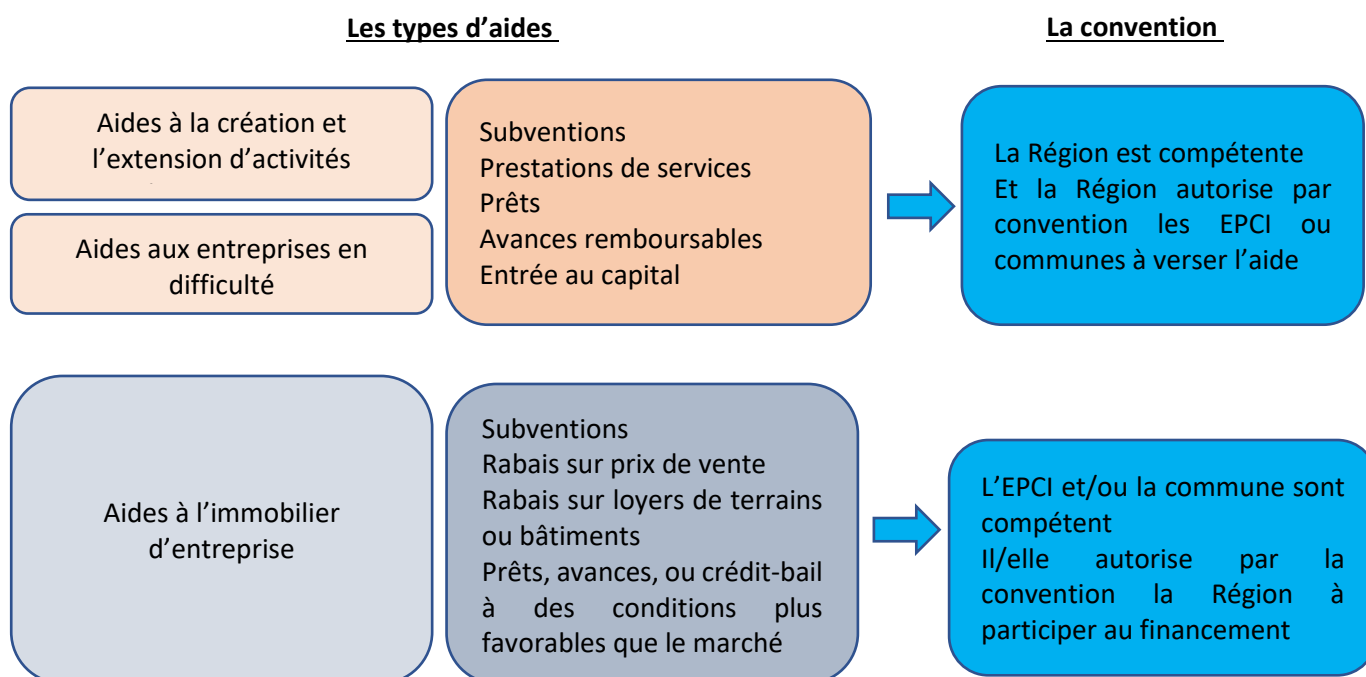 Les types d’aides
La convention
Aides à la création et
l’extension d’activités
Aides aux entreprises en
difficulté
Subventions
Prestations de services
Prêts
Avances remboursables
Entrée au capital
La Région est compétente
Et la Région autorise par
convention les EPCI ou
communes à verser l’aide
Aides à l’immobilier
d’entreprise
Subventions
Rabais sur prix de vente
Rabais sur loyers de terrains
ou bâtiments
Prêts, avances, ou crédit-bail
à des conditions plus
favorables que le marché
L’EPCI et/ou la commune sont
compétent
Il/elle autorise par la
convention la Région à
participer au financement